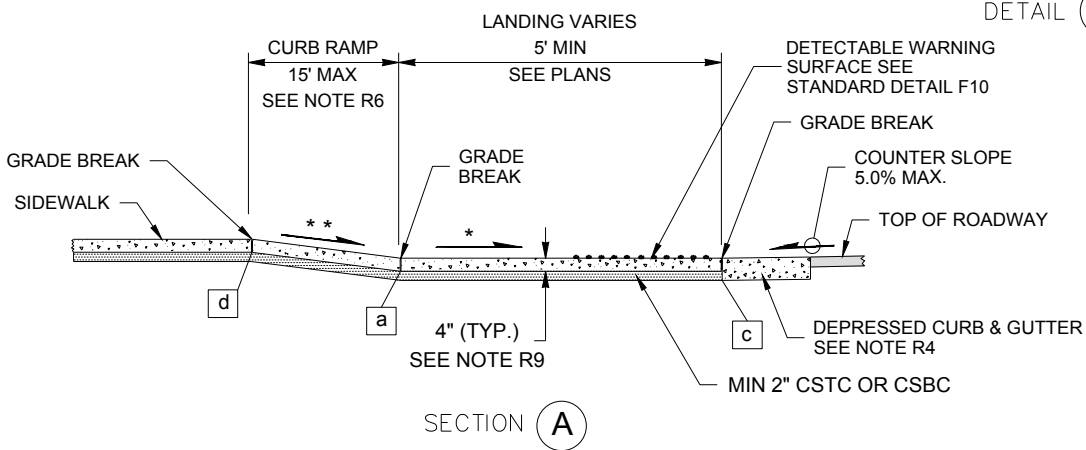 DETAIL
LANDING VARIES
5' MIN
SEE PLANS
CURB RAMP
15' MAX
SEE NOTE R6
DETECTABLE WARNING
SURFACE SEE
STANDARD DETAIL F10
GRADE BREAK
GRADE BREAK
GRADE
BREAK
COUNTER SLOPE
5.0% MAX.
SIDEWALK
TOP OF ROADWAY
* *
*
d
a
c
4" (TYP.)
SEE NOTE R9
DEPRESSED CURB & GUTTER
SEE NOTE R4
MIN 2" CSTC OR CSBC
SECTION A